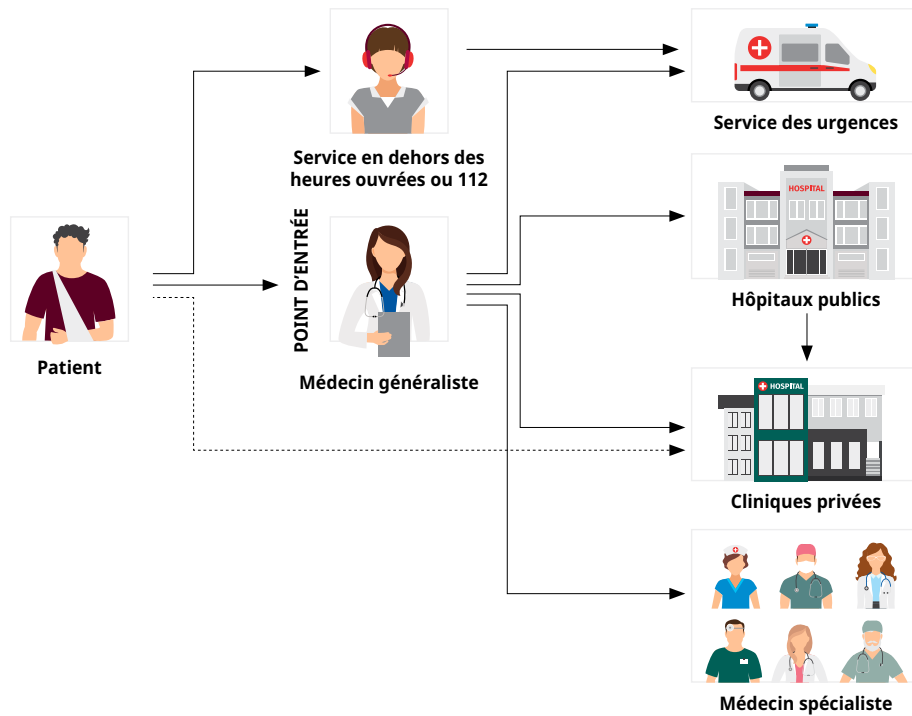 Service des urgences
Service en dehors des
heures ouvrées ou 112
HOSPITAL
POINT D'ENTRÉE
Hôpitaux publics
Patient
Médecin généraliste
HOSPITAL
Cliniques privées
Médecin spécialiste